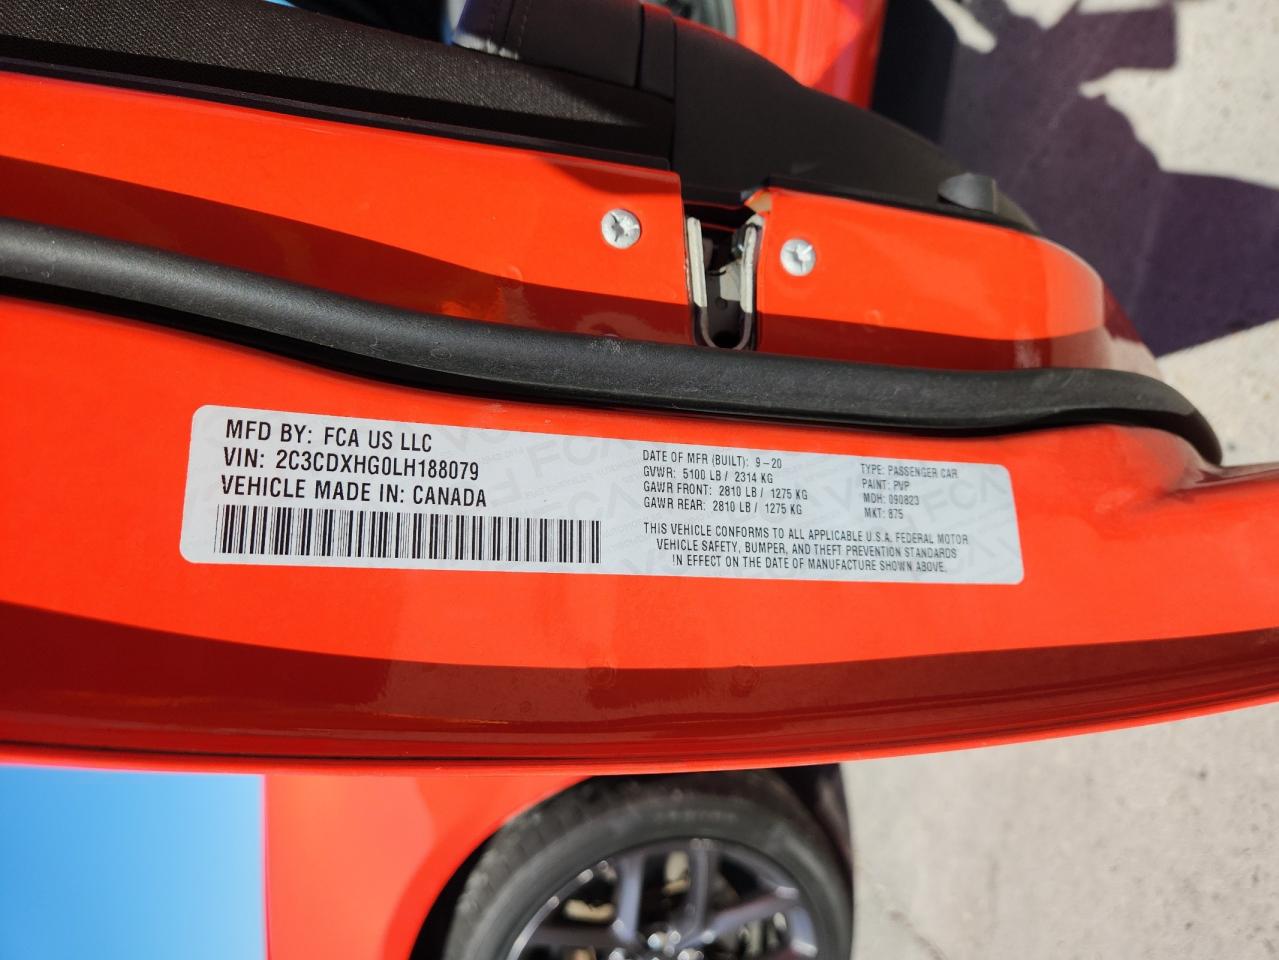 MFD BY: FCA US LLC
VIN: 2C3CDXHG0LH188079
VEHICLE MADE IN: CANADA
DATE OF MFR (BUILT): 9-20
GVWR: 5100 LB / 2314 KG
GAWR FRONT: 2810 LB / 1275 KG
GAWR REAR: 2810 LB / 1275 KG
TYPE: PASSENGER CAR
PAINT: PVP
MDH: 090823
MKT: 875
THIS VEHICLE CONFORMS TO ALL APPLICABLE U.S.A. FEDERAL MOTOR
VEHICLE SAFETY, BUMPER, AND THEFT PREVENTION STANDARDS
IN EFFECT ON THE DATE OF MANUFACTURE SHOWN ABOVE.